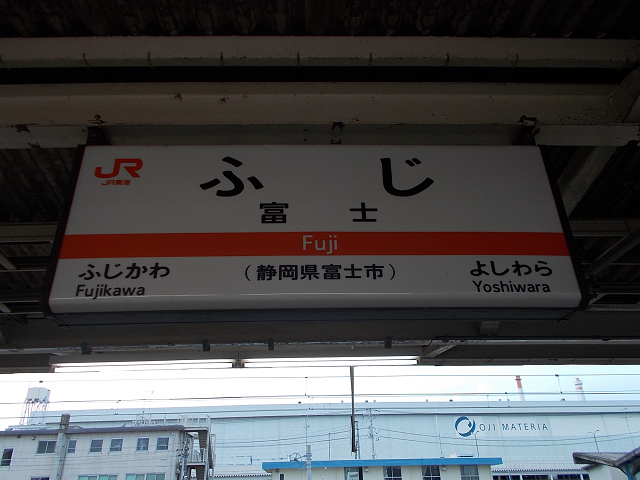 JR
JR東海
ふじ
富士
Fuji
ふじかわ
Fujikawa
(静岡県富士市)
よしわら
Yoshiwara
OJI MATERIA